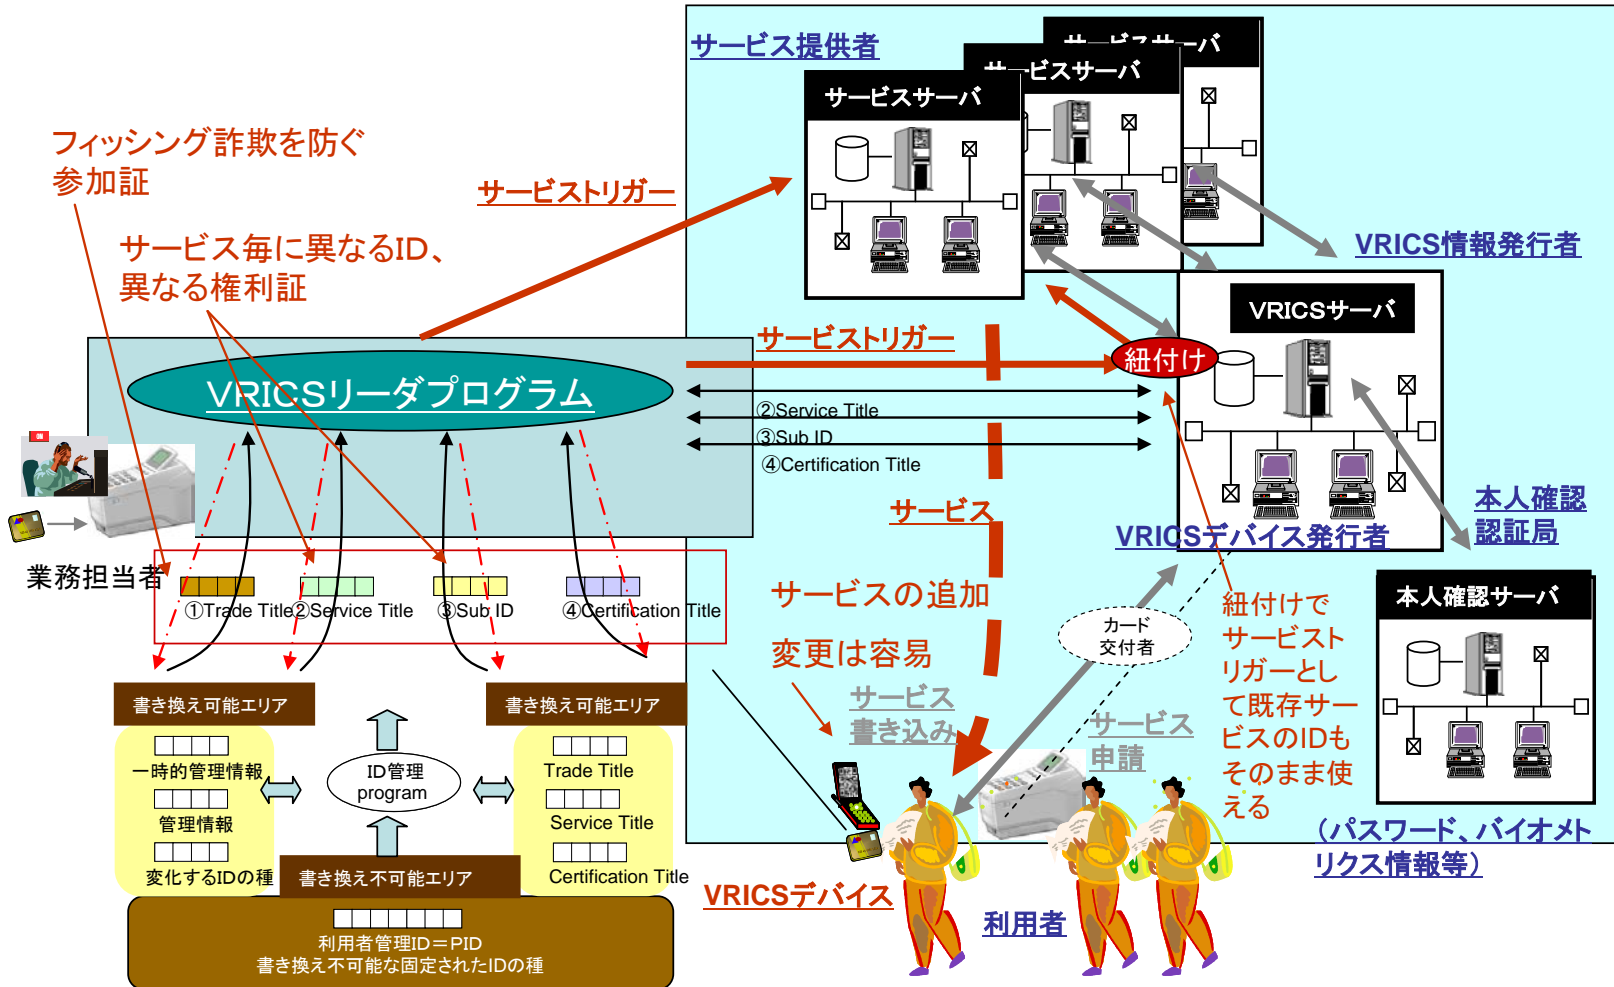 サービス提供者
サービスサーバ
サービスサーバ
サービスサーバ
フィッシング詐欺を防ぐ
参加証
サービストリガー
サービス毎に異なるID、
異なる権利証
VRICS情報発行者
VRICSサーバ
サービストリガー
紐付け
VRICSリーダプログラム
②Service Title
③Sub ID
④Certification Title
サービス
本人確認
認証局
VRICSデバイス発行者
業務担当者
①Trade Title
②Service Title
③Sub ID
④Certification Title
サービスの追加
変更は容易
カード
交付者
紐付けで
サービスト
リガーとし
て既存サー
ビスのIDも
そのまま使
える
本人確認サーバ
書き換え可能エリア
書き換え可能エリア
サービス
書き込み
サービス
申請
一時的管理情報
管理情報
変化するIDの種
ID管理
program
Trade Title
Service Title
Certification Title
書き換え不可能エリア
(パスワード、バイオメト
リクス情報等)
VRICSデバイス
利用者
利用者管理ID=PID
書き換え不可能な固定されたIDの種